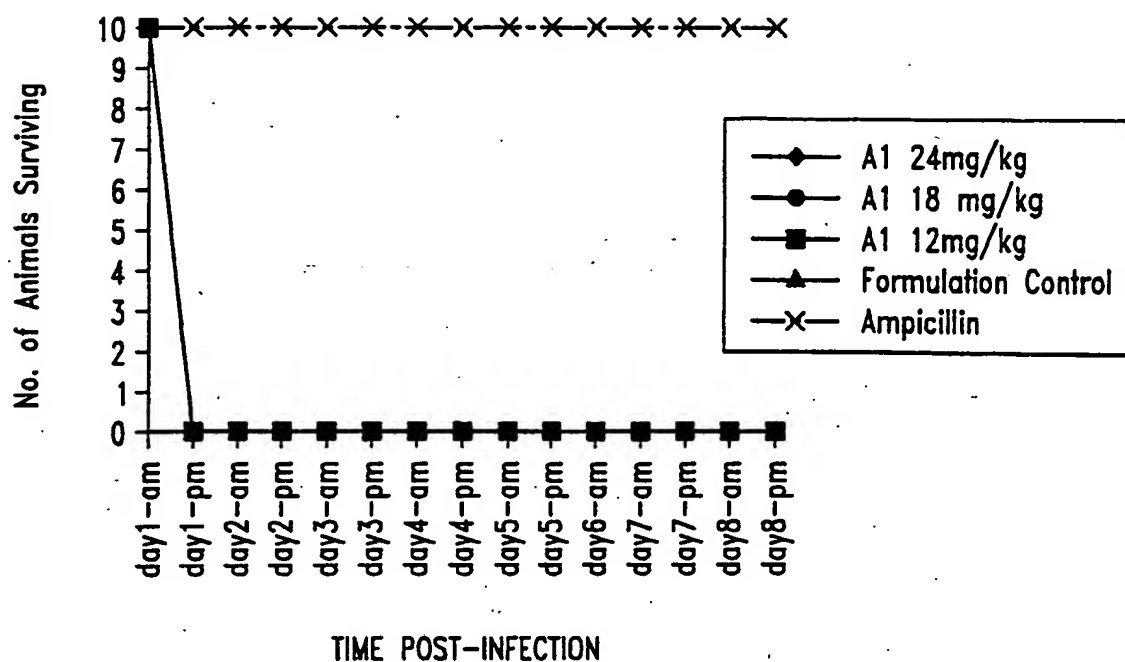 No. of Animals Surviving
10
9
8
7
6
5
4
3
2
1
0
day1-am
day1-pm
day2-am
day2-pm
day3-am
day3-pm
day4-am
day4-pm
day5-am
day5-pm
day6-am
day7-am
day7-pm
day8-am
day8-pm
TIME POST-INFECTION
A1 24mg/kg
A1 18 mg/kg
A1 12mg/kg
Formulation Control
Ampicillin